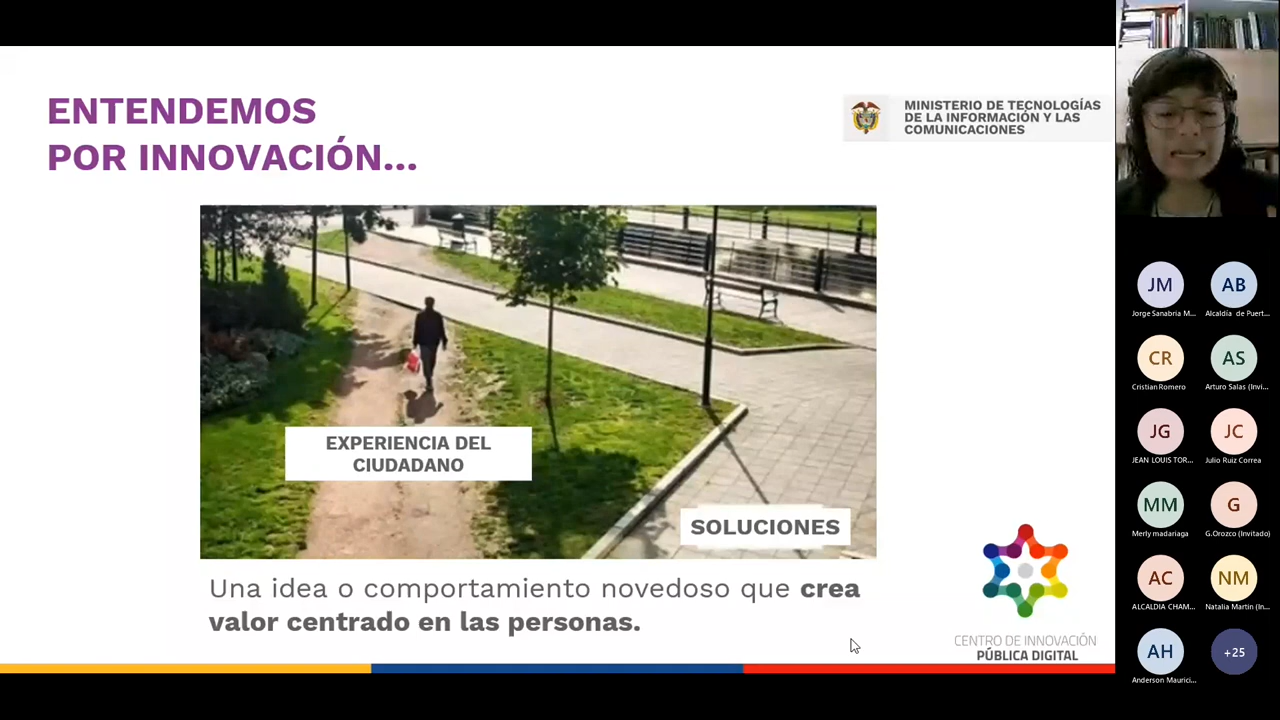 ENTENDEMOS
POR INNOVACIÓN...
MINISTERIO DE TECNOLOGÍAS
DE LA INFORMACIÓN Y LAS
COMUNICACIONES
EXPERIENCIA DEL
CIUDADANO
SOLUCIONES
Una idea o comportamiento novedoso que crea
valor centrado en las personas.
CENTRO DE INNOVACIÓN
PÚBLICA DIGITAL
JM
AB
Jorge Sanabria M...
Alcaldía de Puert...
CR
AS
Cristian Romero
Arturo Salas (Invi...
JG
JC
JEAN LOUIS TOR...
Julio Ruiz Correa
MM
G
Merly madariaga
G.Orozco (Invitado)
AC
NM
ALCALDIA CHAM...
Natalia Martin (In...
AH
+25
Anderson Maurici...